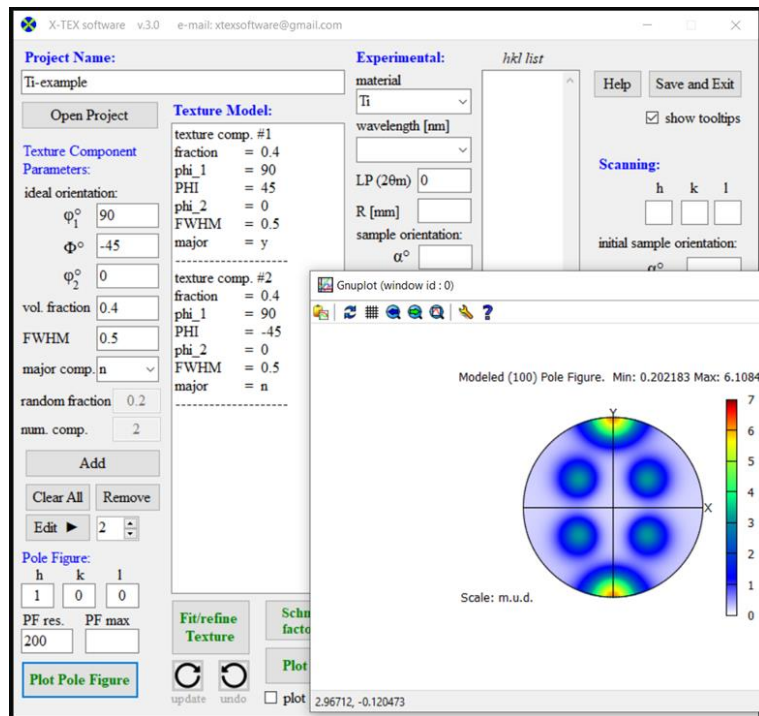 X-TEX software v.3.0 e-mail: xtexsoftware@gmail.com
Project Name:
Ti-example
Open Project
Texture Component
Parameters:
ideal orientation:
φ₁° 90
Φ° -45
φ₂° 0
vol. fraction 0.4
FWHM 0.5
major comp. n
random fraction 0.2
num. comp. 2
Add
Clear All Remove
Edit ► 2
Pole Figure:
h k l
1 0 0
PF res. PF max
200
Plot Pole Figure
Texture Model:
texture comp. #1
fraction = 0.4
phi_1 = 90
PHI = 45
phi_2 = 0
FWHM = 0.5
major = y
--------------------
texture comp. #2
fraction = 0.4
phi_1 = 90
PHI = -45
phi_2 = 0
FWHM = 0.5
major = n
--------------------
Fit/refine
Texture
update undo
Schm
facto
Plot
plot
Experimental:
material
Ti
wavelength [nm]
LP (2θm) 0
R [mm]
sample orientation:
α°
hkl list
Help Save and Exit
show tooltips
Scanning:
h k l
initial sample orientation:
α°
Gnuplot (window id : 0)
Modeled (100) Pole Figure. Min: 0.202183 Max: 6.1084
Y
X
7
6
5
4
3
2
1
0
Scale: m.u.d.
2.96712, -0.120473